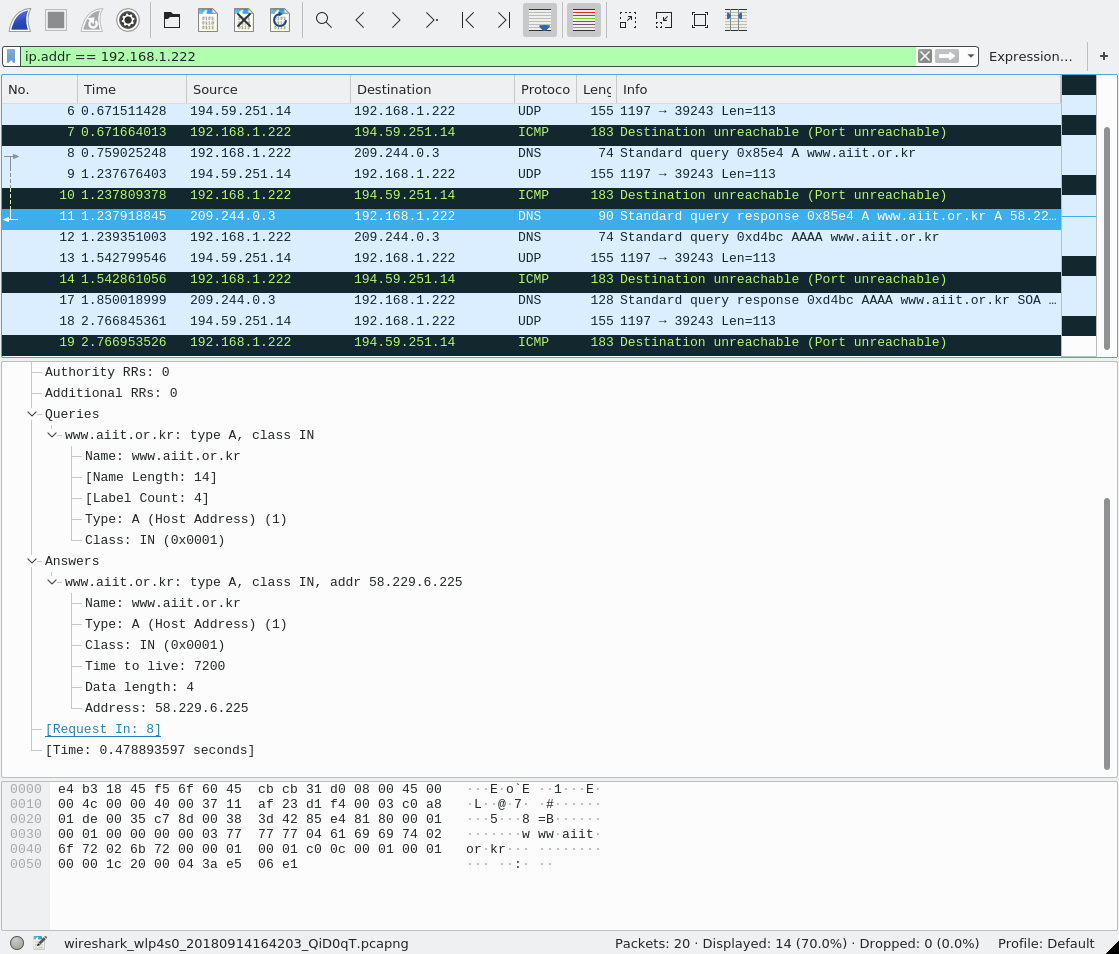 ip.addr == 192.168.1.222 Expression… +
No. Time Source Destination Protoco Leng Info
6 0.671511428 194.59.251.14 192.168.1.222 UDP 155 1197 → 39243 Len=113
7 0.671664013 192.168.1.222 194.59.251.14 ICMP 183 Destination unreachable (Port unreachable)
8 0.759025248 192.168.1.222 209.244.0.3 DNS 74 Standard query 0x85e4 A www.aiit.or.kr
9 1.237676403 194.59.251.14 192.168.1.222 UDP 155 1197 → 39243 Len=113
10 1.237809378 192.168.1.222 194.59.251.14 ICMP 183 Destination unreachable (Port unreachable)
11 1.237918845 209.244.0.3 192.168.1.222 DNS 90 Standard query response 0x85e4 A www.aiit.or.kr A 58.22…
12 1.239351003 192.168.1.222 209.244.0.3 DNS 74 Standard query 0xd4bc AAAA www.aiit.or.kr
13 1.542799546 194.59.251.14 192.168.1.222 UDP 155 1197 → 39243 Len=113
14 1.542861056 192.168.1.222 194.59.251.14 ICMP 183 Destination unreachable (Port unreachable)
17 1.850018999 209.244.0.3 192.168.1.222 DNS 128 Standard query response 0xd4bc AAAA www.aiit.or.kr SOA …
18 2.766845361 194.59.251.14 192.168.1.222 UDP 155 1197 → 39243 Len=113
19 2.766953526 192.168.1.222 194.59.251.14 ICMP 183 Destination unreachable (Port unreachable)
Authority RRs: 0
Additional RRs: 0
Queries
www.aiit.or.kr: type A, class IN
Name: www.aiit.or.kr
[Name Length: 14]
[Label Count: 4]
Type: A (Host Address) (1)
Class: IN (0x0001)
Answers
www.aiit.or.kr: type A, class IN, addr 58.229.6.225
Name: www.aiit.or.kr
Type: A (Host Address) (1)
Class: IN (0x0001)
Time to live: 7200
Data length: 4
Address: 58.229.6.225
[Request In: 8]
[Time: 0.478893597 seconds]
0000 e4 b3 18 45 f5 6f 60 45 cb cb 31 d0 08 00 45 00 ···E·o`E ··1···E·
0010 00 4c 00 00 40 00 37 11 af 23 d1 f4 00 03 c0 a8 ·L··@·7· ·#······
0020 01 de 00 35 c7 8d 00 38 3d 42 85 e4 81 80 00 01 ···5···8 =B······
0030 00 01 00 00 00 00 03 77 77 77 04 61 69 69 74 02 ·······w ww·aiit·
0040 6f 72 02 6b 72 00 00 01 00 01 c0 0c 00 01 00 01 or·kr··· ········
0050 00 00 1c 20 00 04 3a e5 06 e1 ··· ··:· ··
wireshark_wlp4s0_20180914164203_QiD0qT.pcapng Packets: 20 · Displayed: 14 (70.0%) · Dropped: 0 (0.0%) Profile: Default